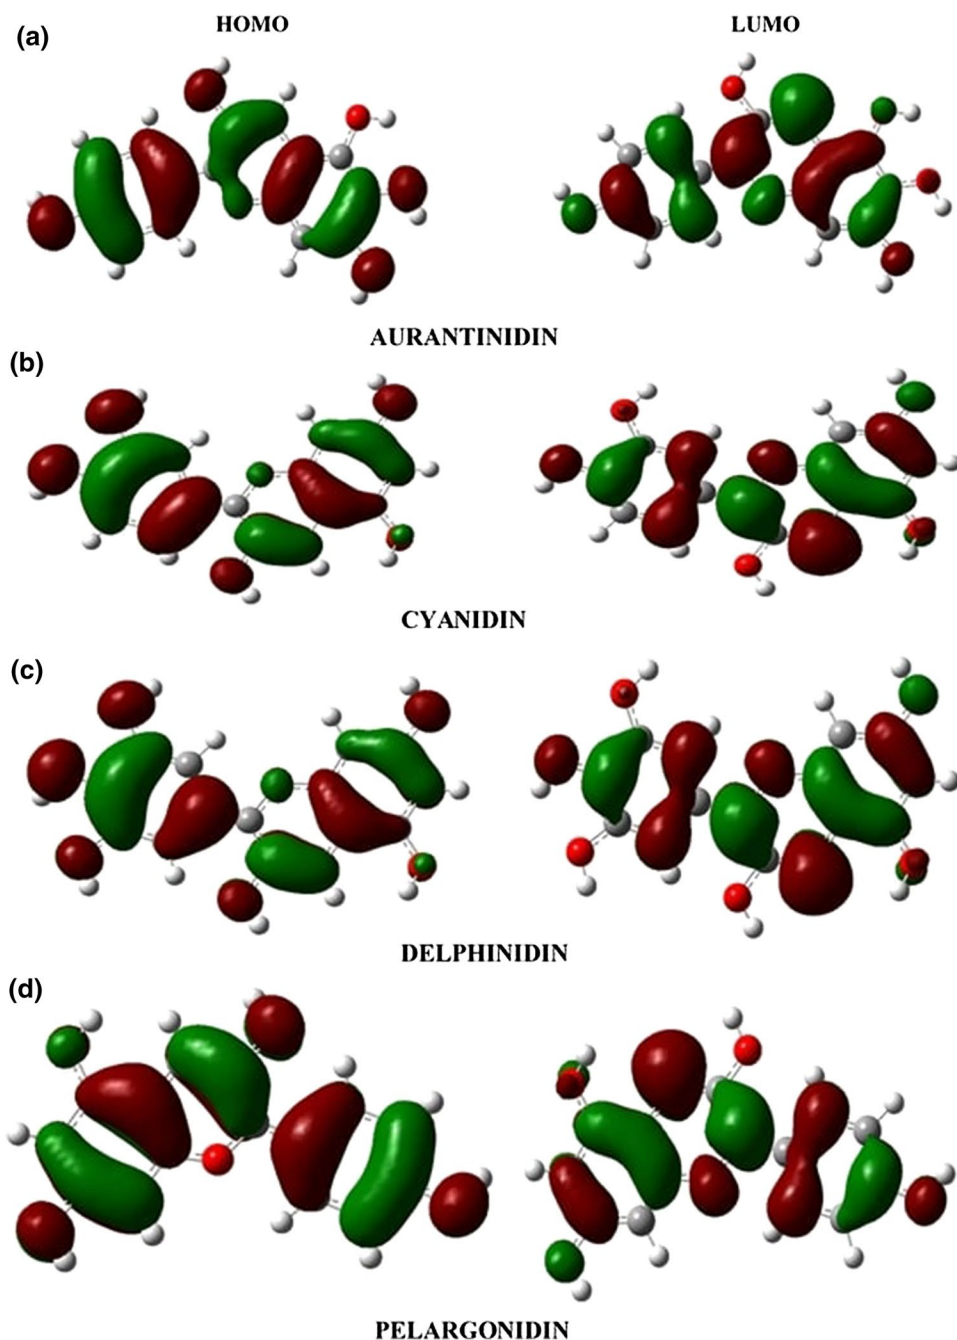 HOMO LUMO
(a)
AURANTINIDIN
(b)
CYANIDIN
(c)
DELPHINIDIN
(d)
PELARGONIDIN